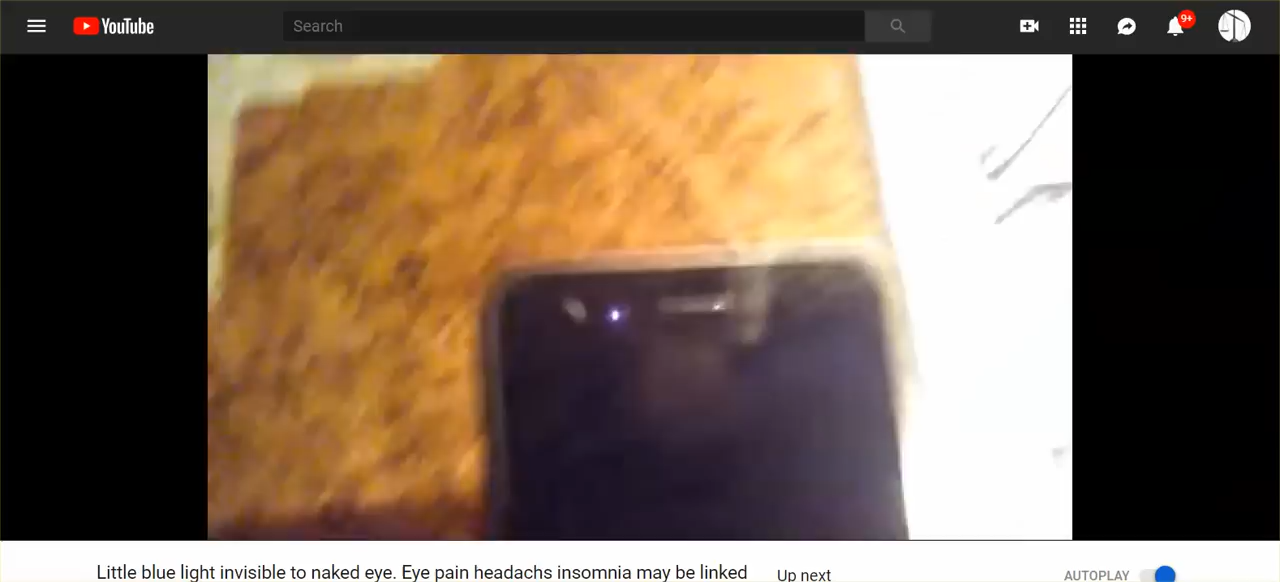 YouTube
Search
9+
Little blue light invisible to naked eye. Eye pain headachs insomnia may be linked
Up next
AUTOPLAY